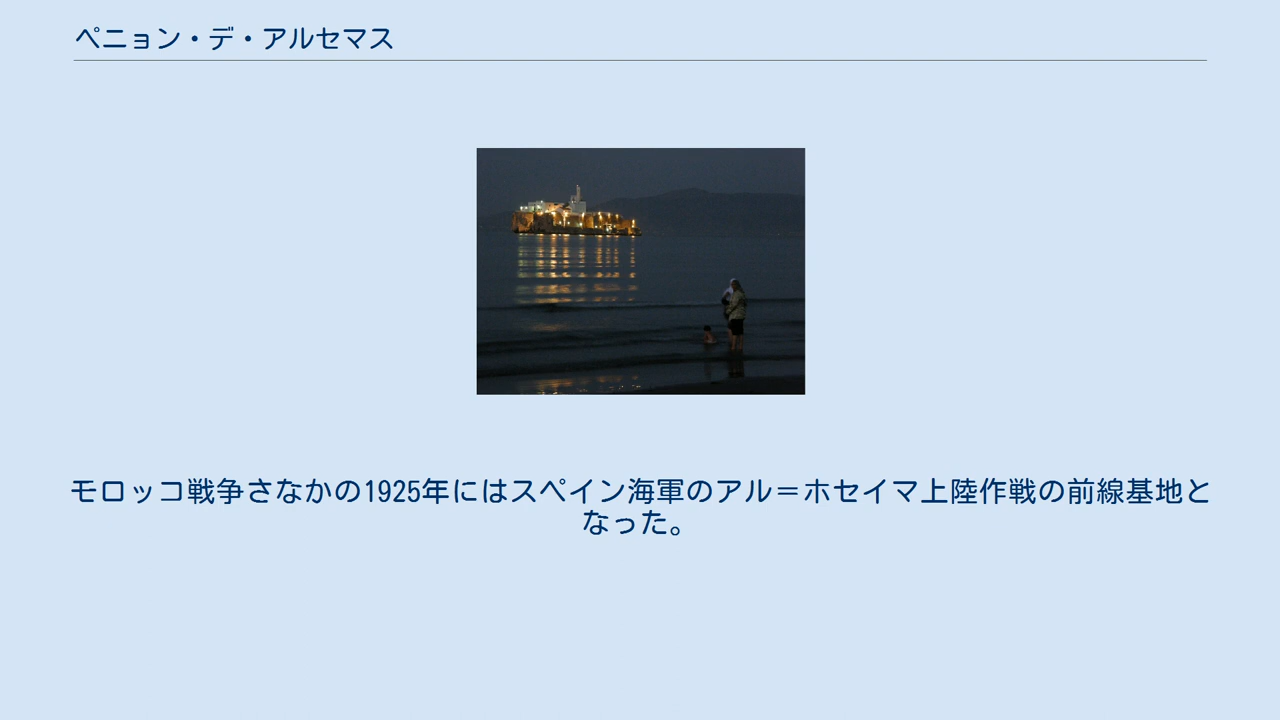 ペニョン・デ・アルセマス
モロッコ戦争さなかの1925年にはスペイン海軍のアル＝ホセイマ上陸作戦の前線基地と
なった。